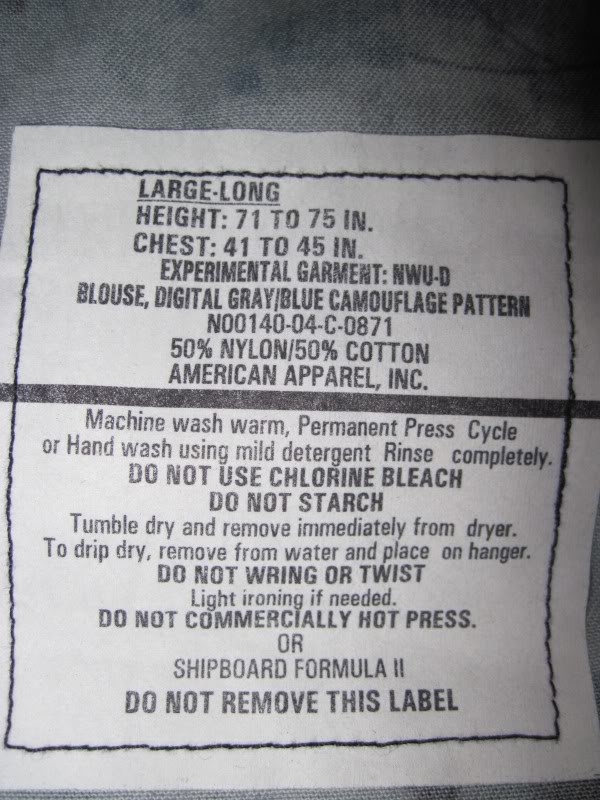 LARGE-LONG
HEIGHT: 71 TO 75 IN.
CHEST: 41 TO 45 IN.
EXPERIMENTAL GARMENT: NWU-D
BLOUSE, DIGITAL GRAY/BLUE CAMOUFLAGE PATTERN
N00140-04-C-0871
50% NYLON/50% COTTON
AMERICAN APPAREL, INC.
Machine wash warm, Permanent Press Cycle
or Hand wash using mild detergent Rinse completely.
DO NOT USE CHLORINE BLEACH
DO NOT STARCH
Tumble dry and remove immediately from dryer.
To drip dry, remove from water and place on hanger.
DO NOT WRING OR TWIST
Light ironing if needed.
DO NOT COMMERCIALLY HOT PRESS.
OR
SHIPBOARD FORMULA II
DO NOT REMOVE THIS LABEL